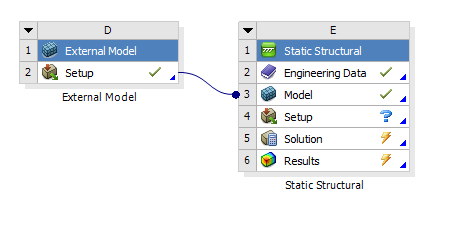 D
1 External Model
2 Setup
External Model
E
1 Static Structural
2 Engineering Data
3 Model
4 Setup
5 Solution
6 Results
Static Structural